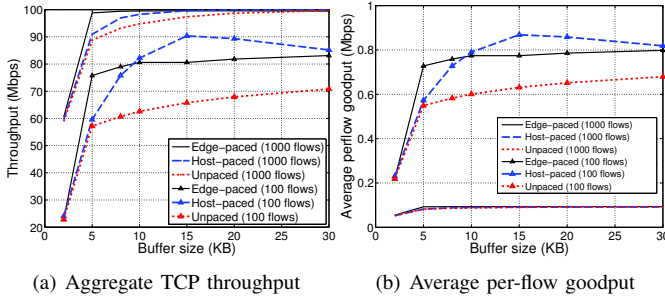 100
90
80
70
60
50
40
30
20
0
5
10
15
20
25
30
Throughput (Mbps)
Buffer size (KB)
Edge-paced (1000 flows)
Host-paced (1000 flows)
Unpaced (1000 flows)
Edge-paced (100 flows)
Host-paced (100 flows)
Unpaced (100 flows)
(a) Aggregate TCP throughput
1
0.8
0.6
0.4
0.2
0
0
5
10
15
20
25
30
Average perflow goodput (Mbps)
Buffer size (KB)
Edge-paced (1000 flows)
Host-paced (1000 flows)
Unpaced (1000 flows)
Edge-paced (100 flows)
Host-paced (100 flows)
Unpaced (100 flows)
(b) Average per-flow goodput